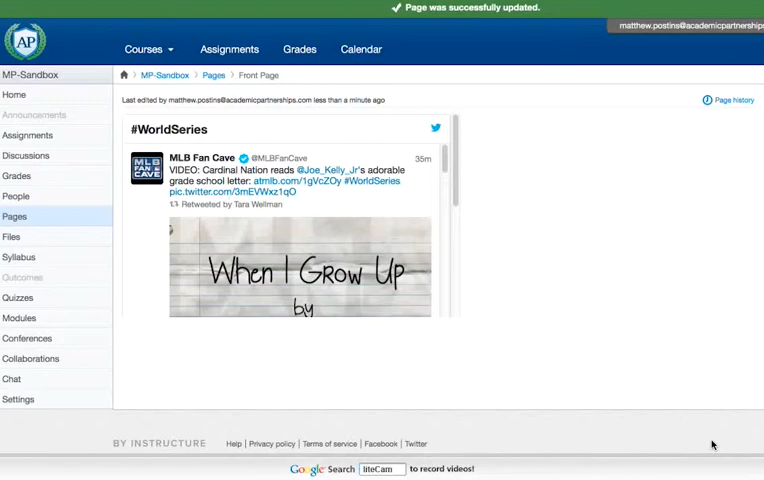 Page was successfully updated.
matthew.postins@academicpartnerships
AP
Courses
Assignments
Grades
Calendar
MP-Sandbox
MP-Sandbox
Pages
Front Page
Home
Announcements
Assignments
Discussions
Grades
People
Pages
Files
Syllabus
Outcomes
Quizzes
Modules
Conferences
Collaborations
Chat
Settings
Last edited by matthew.postins@academicpartnerships.com less than a minute ago
Page history
#WorldSeries
MLB FAN CAVE
MLB Fan Cave @MLBFanCave 35m
VIDEO: Cardinal Nation reads @Joe_Kelly_Jr's adorable
grade school letter: atmlb.com/1gVcZOy #WorldSeries
pic.twitter.com/3mEVWxz1qO
Retweeted by Tara Wellman
When I Grow Up
by
BY INSTRUCTURE
Help | Privacy policy | Terms of service | Facebook | Twitter
Google Search liteCam to record videos!